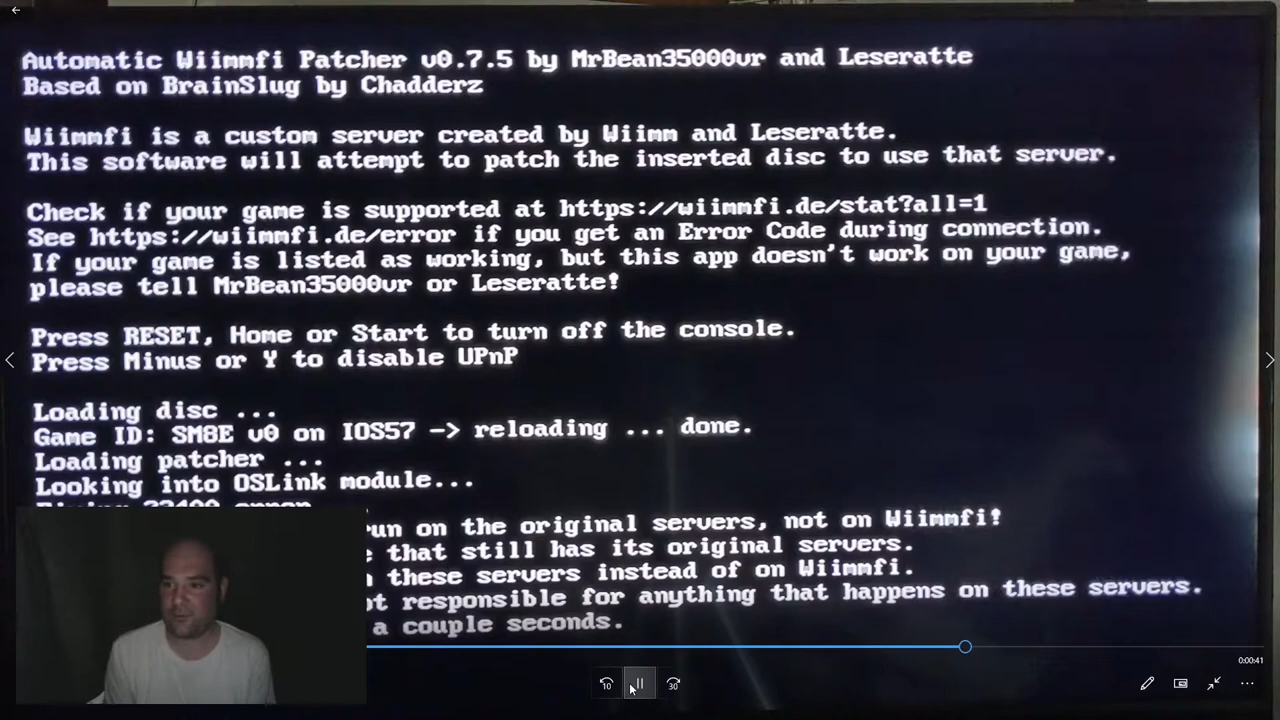 Automatic Wiimmfi Patcher v0.7.5 by MrBean35000vr and Leseratte
Based on BrainSlug by Chadderz
Wiimmfi is a custom server created by Wiimm and Leseratte.
This software will attempt to patch the inserted disc to use that server.
Check if your game is supported at https://wiimmfi.de/stat?all=1
See https://wiimmfi.de/error if you get an Error Code during connection.
If your game is listed as working, but this app doesn't work on your game,
please tell MrBean35000vr or Leseratte!
Press RESET, Home or Start to turn off the console.
Press Minus or Y to disable UPnP
Loading disc ...
Game ID: SM8E v0 on IOS57 -> reloading ... done.
Loading patcher ...
Looking into OSLink module...
run on the original servers, not on Wiimmfi!
that still has its original servers.
these servers instead of on Wiimmfi.
responsible for anything that happens on these servers.
a couple seconds.
0:00:41
10
30